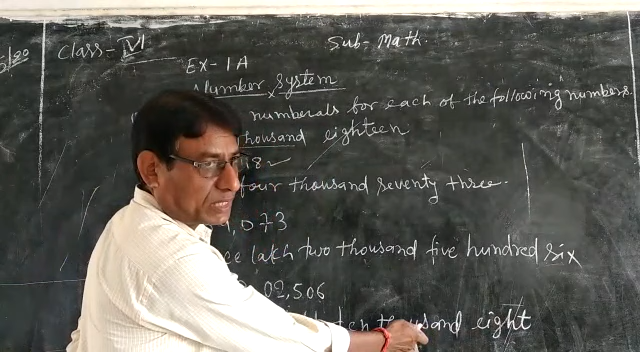 Class-VI
Sub- Math.
Ex-1A
Number System
numerals for each of the following numbers.
thousand eighteen
18
four thousand seventy three.
,073
lakh two thousand five hundred six
02,506
ten thousand eight